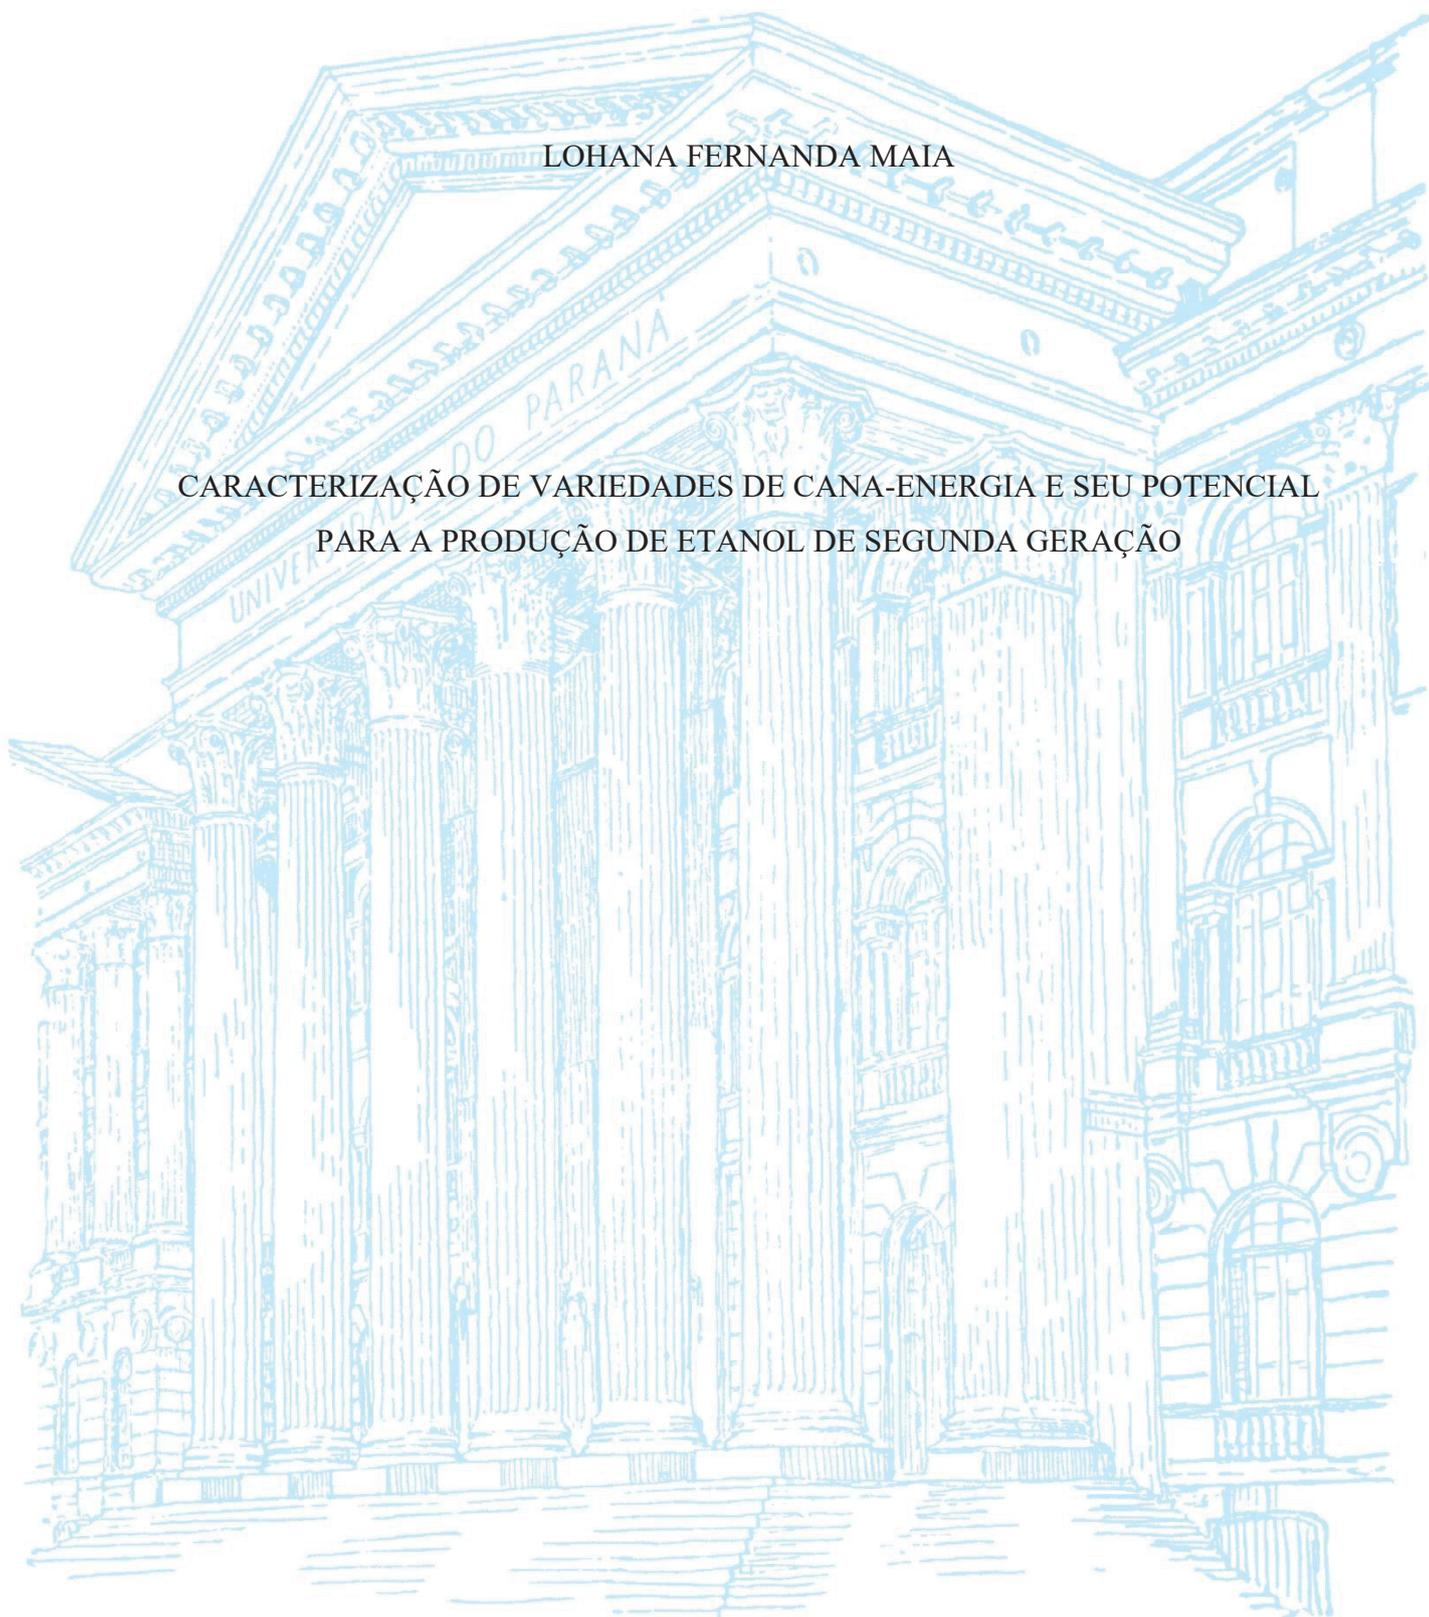 LOHANA FERNANDA MAIA
DO PARANÁ
CARACTERIZAÇÃO DE VARIEDADES DE CANA-ENERGIA E SEU POTENCIAL
PARA A PRODUÇÃO DE ETANOL DE SEGUNDA GERAÇÃO